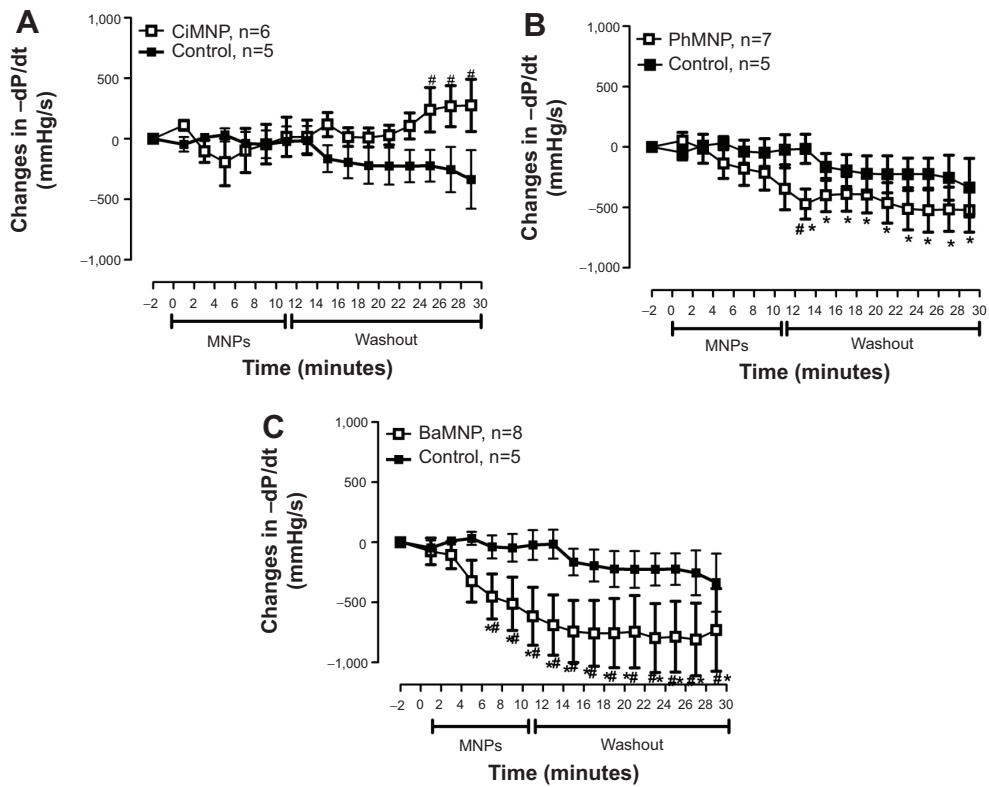 A
CiMNP, n=6
Control, n=5
Changes in –dP/dt
(mmHg/s)
1,000
500
0
–500
–1,000
# # #
–2 0 2 4 6 8 10 12 14 16 18 20 22 24 26 28 30
MNPs Washout
Time (minutes)
B
PhMNP, n=7
Control, n=5
Changes in –dP/dt
(mmHg/s)
1,000
500
0
–500
–1,000
#* * * * * * * * *
–2 0 2 4 6 8 10 12 14 16 18 20 22 24 26 28 30
MNPs Washout
Time (minutes)
C
BaMNP, n=8
Control, n=5
Changes in –dP/dt
(mmHg/s)
1,000
500
0
–500
–1,000
*# *# *# *# *# *# *# *# #* #* #* #*
–2 0 2 4 6 8 10 12 14 16 18 20 22 24 26 28 30
MNPs Washout
Time (minutes)